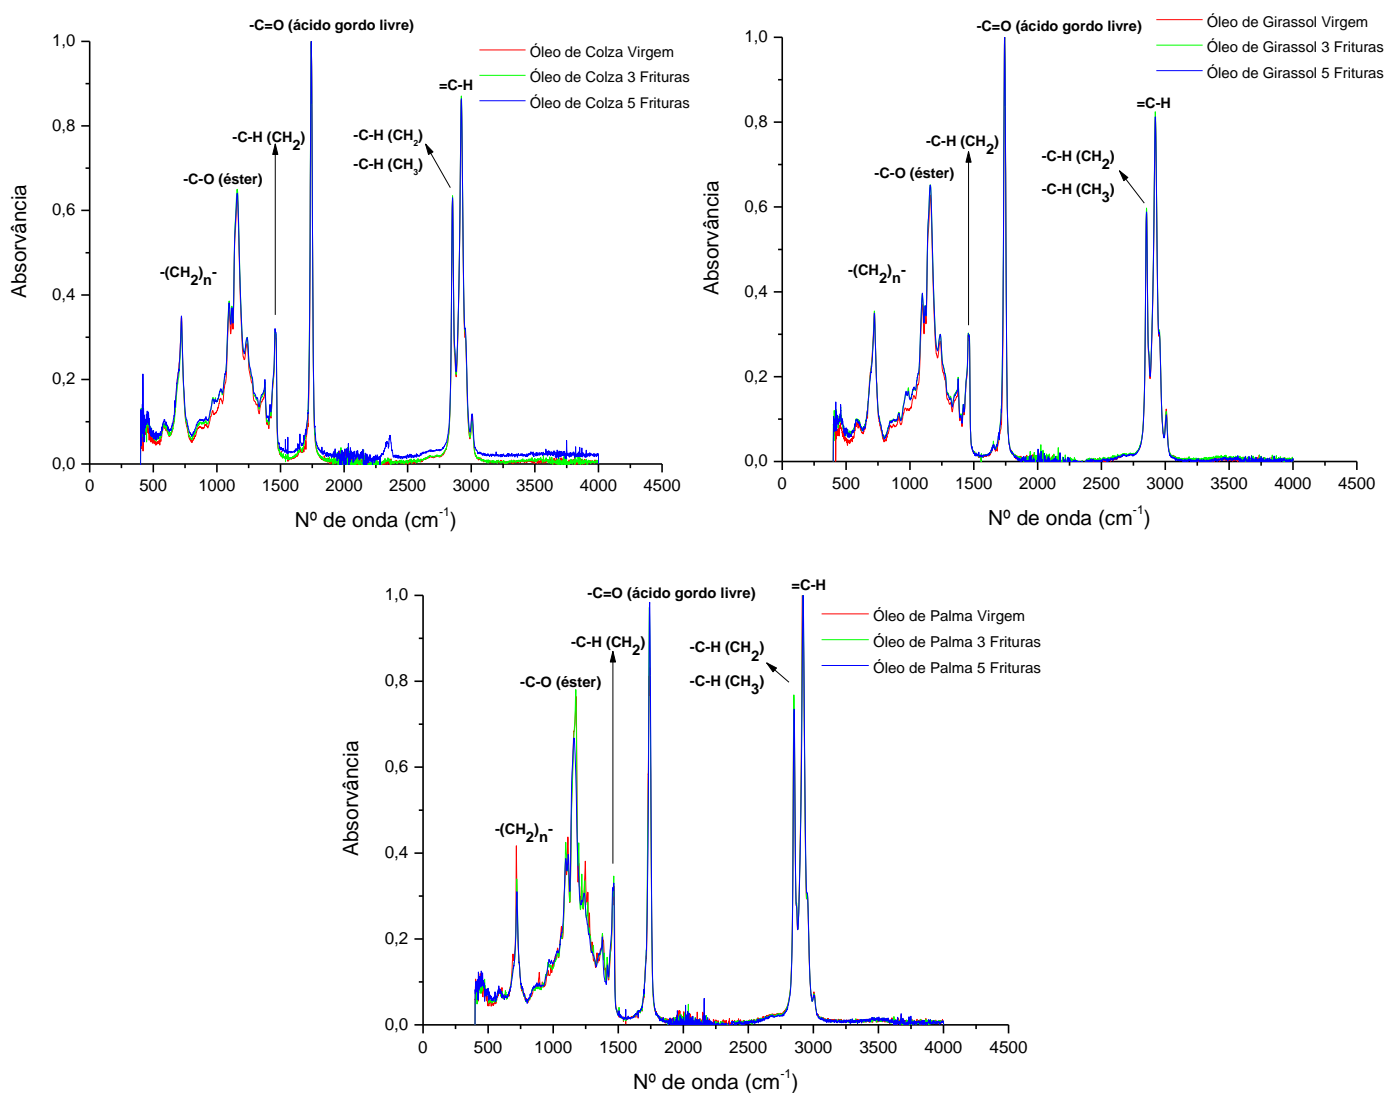 -C=O (ácido gordo livre)
1,0
Óleo de Colza Virgem
Óleo de Colza 3 Frituras
Óleo de Colza 5 Frituras
=C-H
0,8
-C-H (CH2)
-C-H (CH2)
-C-H (CH3)
-C-O (éster)
0,6
Absorvância
0,4
-(CH2)n-
0,2
0,0
0 500 1000 1500 2000 2500 3000 3500 4000 4500
Nº de onda (cm-1)
-C=O (ácido gordo livre)
1,0
Óleo de Girassol Virgem
Óleo de Girassol 3 Frituras
Óleo de Girassol 5 Frituras
=C-H
0,8
-C-H (CH2)
-C-H (CH2)
-C-H (CH3)
-C-O (éster)
0,6
Absorvância
0,4
-(CH2)n-
0,2
0,0
0 500 1000 1500 2000 2500 3000 3500 4000 4500
Nº de onda (cm-1)
-C=O (ácido gordo livre)
=C-H
1,0
Óleo de Palma Virgem
Óleo de Palma 3 Frituras
Óleo de Palma 5 Frituras
-C-H (CH2)
-C-H (CH2)
-C-H (CH3)
0,8
-C-O (éster)
0,6
Absorvância
-(CH2)n-
0,4
0,2
0,0
0 500 1000 1500 2000 2500 3000 3500 4000 4500
Nº de onda (cm-1)